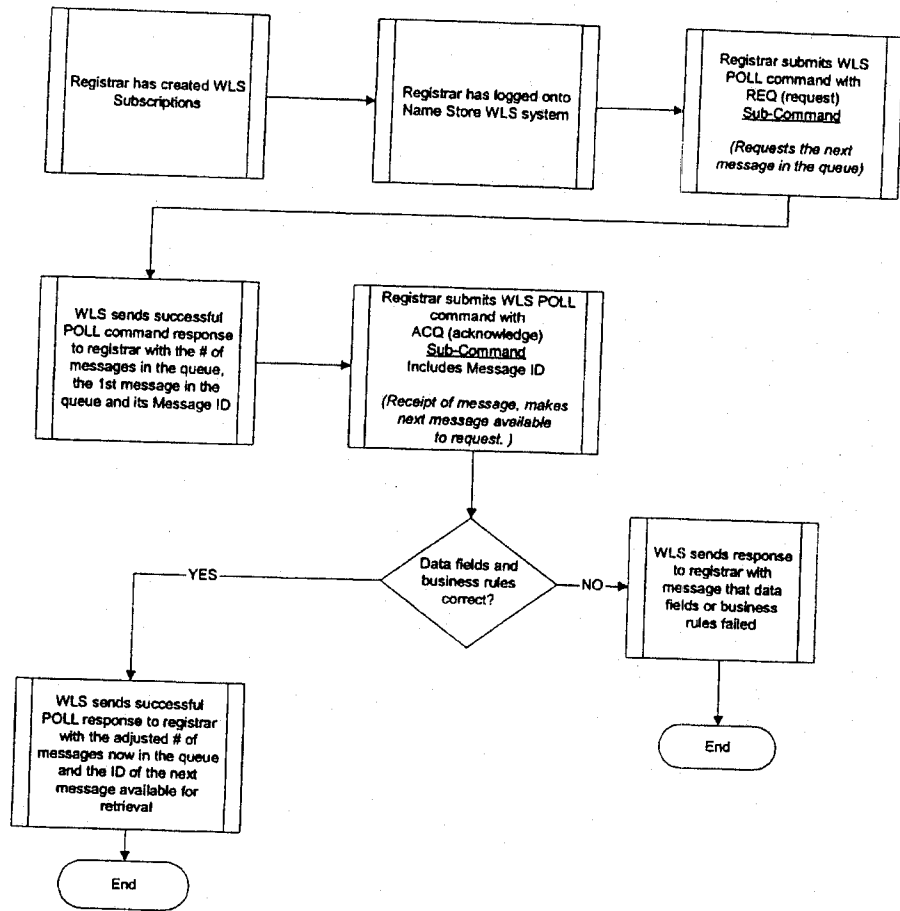 Registrar has created WLS
Subscriptions
Registrar has logged onto
Name Store WLS system
Registrar submits WLS
POLL command with
REQ (request)
Sub-Command
(Requests the next
message in the queue)
WLS sends successful
POLL command response
to registrar with the # of
messages in the queue,
the 1st message in the
queue and its Message ID
Registrar submits WLS POLL
command with
ACQ (acknowledge)
Sub-Command
Includes Message ID
(Receipt of message, makes
next message available
to request. )
Data fields and
business rules
correct?
YES
NO
WLS sends response
to registrar with
message that data
fields or business
rules failed
End
WLS sends successful
POLL response to registrar
with the adjusted # of
messages now in the queue
and the ID of the next
message available for
retrieval
End